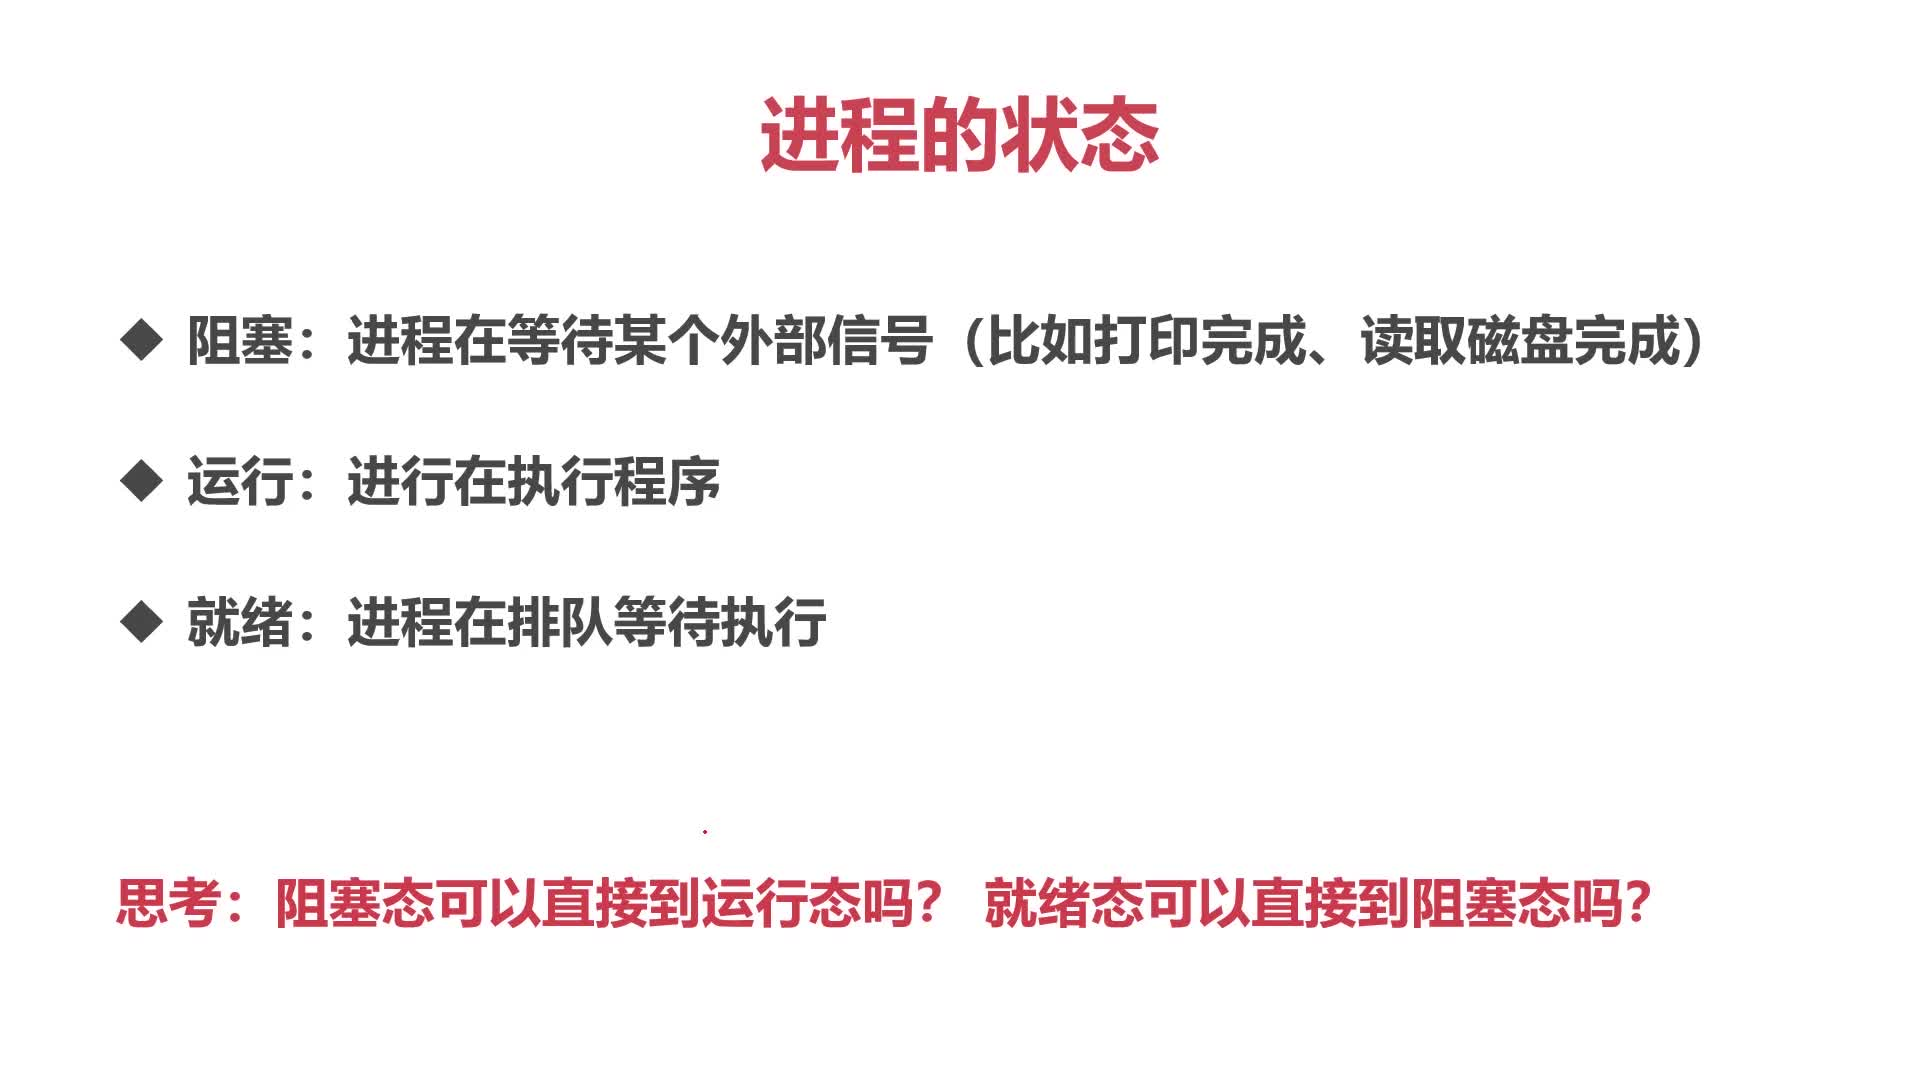 进程的状态
◆ 阻塞：进程在等待某个外部信号（比如打印完成、读取磁盘完成）
◆ 运行：进行在执行程序
◆ 就绪：进程在排队等待执行
思考：阻塞态可以直接到运行态吗？ 就绪态可以直接到阻塞态吗？